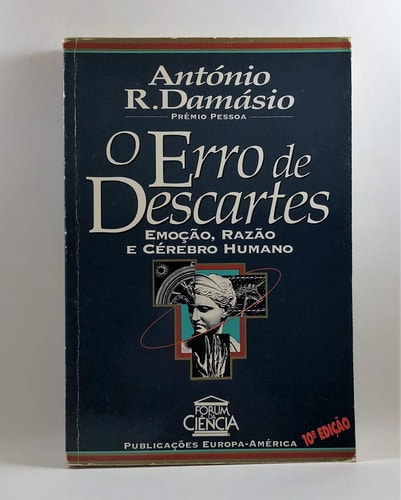 António
R. Damásio
PRÉMIO PESSOA
O Erro de
Descartes
EMOÇÃO, RAZÃO
E CÉREBRO HUMANO
FORUM
DA
CIÊNCIA
10ª EDIÇÃO
PUBLICAÇÕES EUROPA-AMÉRICA